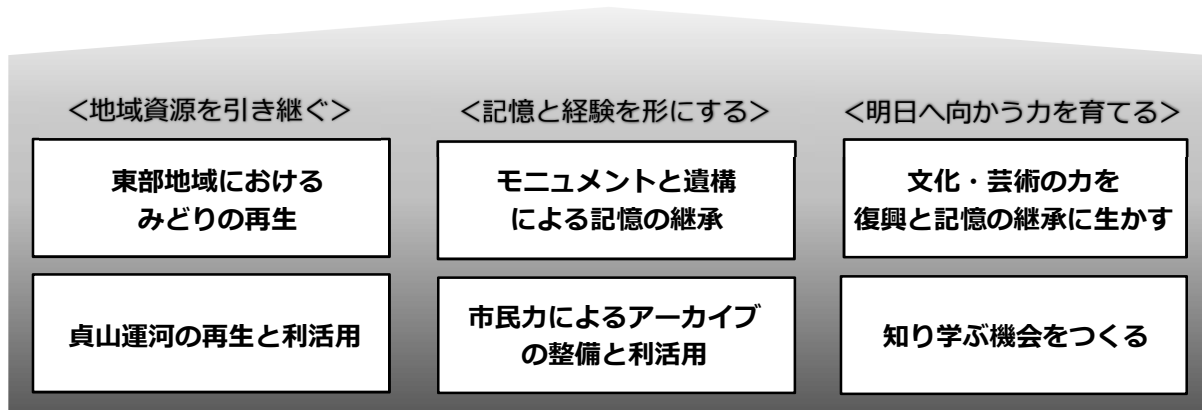 ＜地域資源を引き継ぐ＞
東部地域における
みどりの再生
貞山運河の再生と利活用
＜記憶と経験を形にする＞
モニュメントと遺構
による記憶の継承
市民力によるアーカイブ
の整備と利活用
＜明日へ向かう力を育てる＞
文化・芸術の力を
復興と記憶の継承に生かす
知り学ぶ機会をつくる